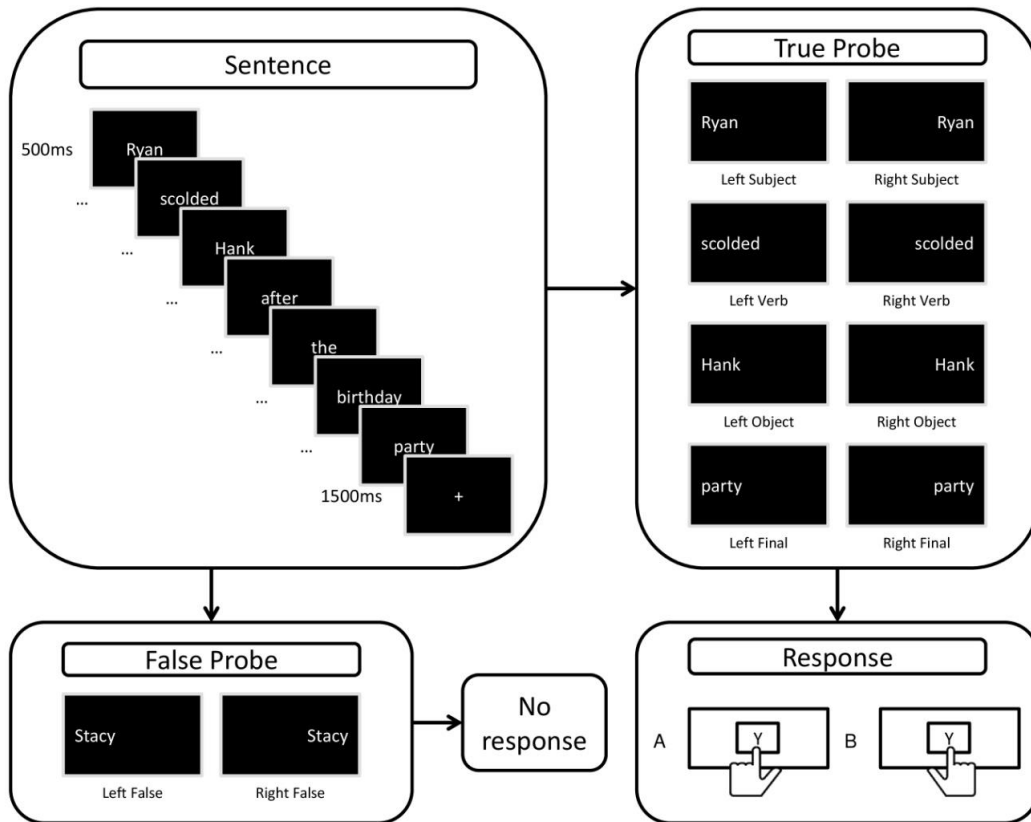 Sentence
500ms
Ryan
...
scolded
...
Hank
...
after
...
the
...
birthday
...
party
1500ms
+
True Probe
Ryan
Ryan
Left Subject
Right Subject
scolded
scolded
Left Verb
Right Verb
Hank
Hank
Left Object
Right Object
party
party
Left Final
Right Final
False Probe
Stacy
Stacy
Left False
Right False
No
response
Response
A
Y
B
Y